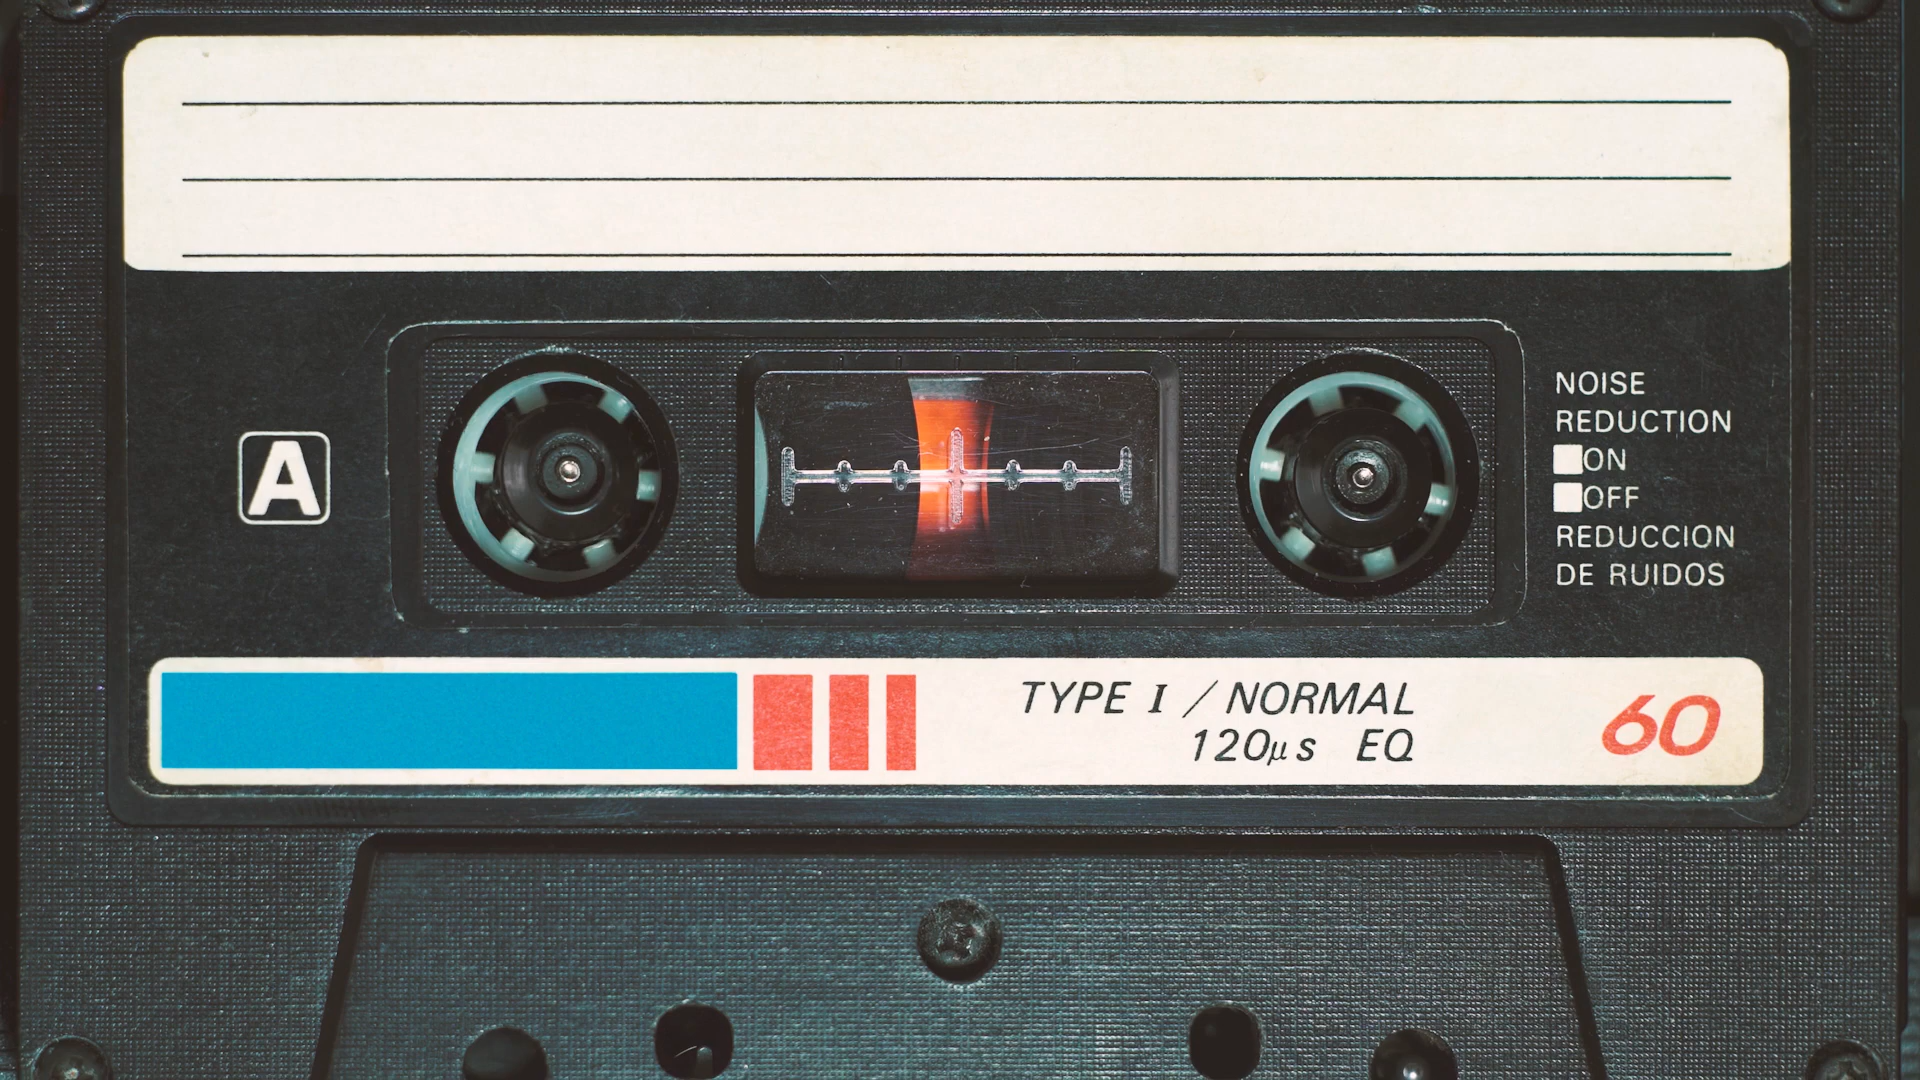 A
NOISE
REDUCTION
ON
OFF
REDUCCION
DE RUIDOS
TYPE I / NORMAL
120μs EQ
60